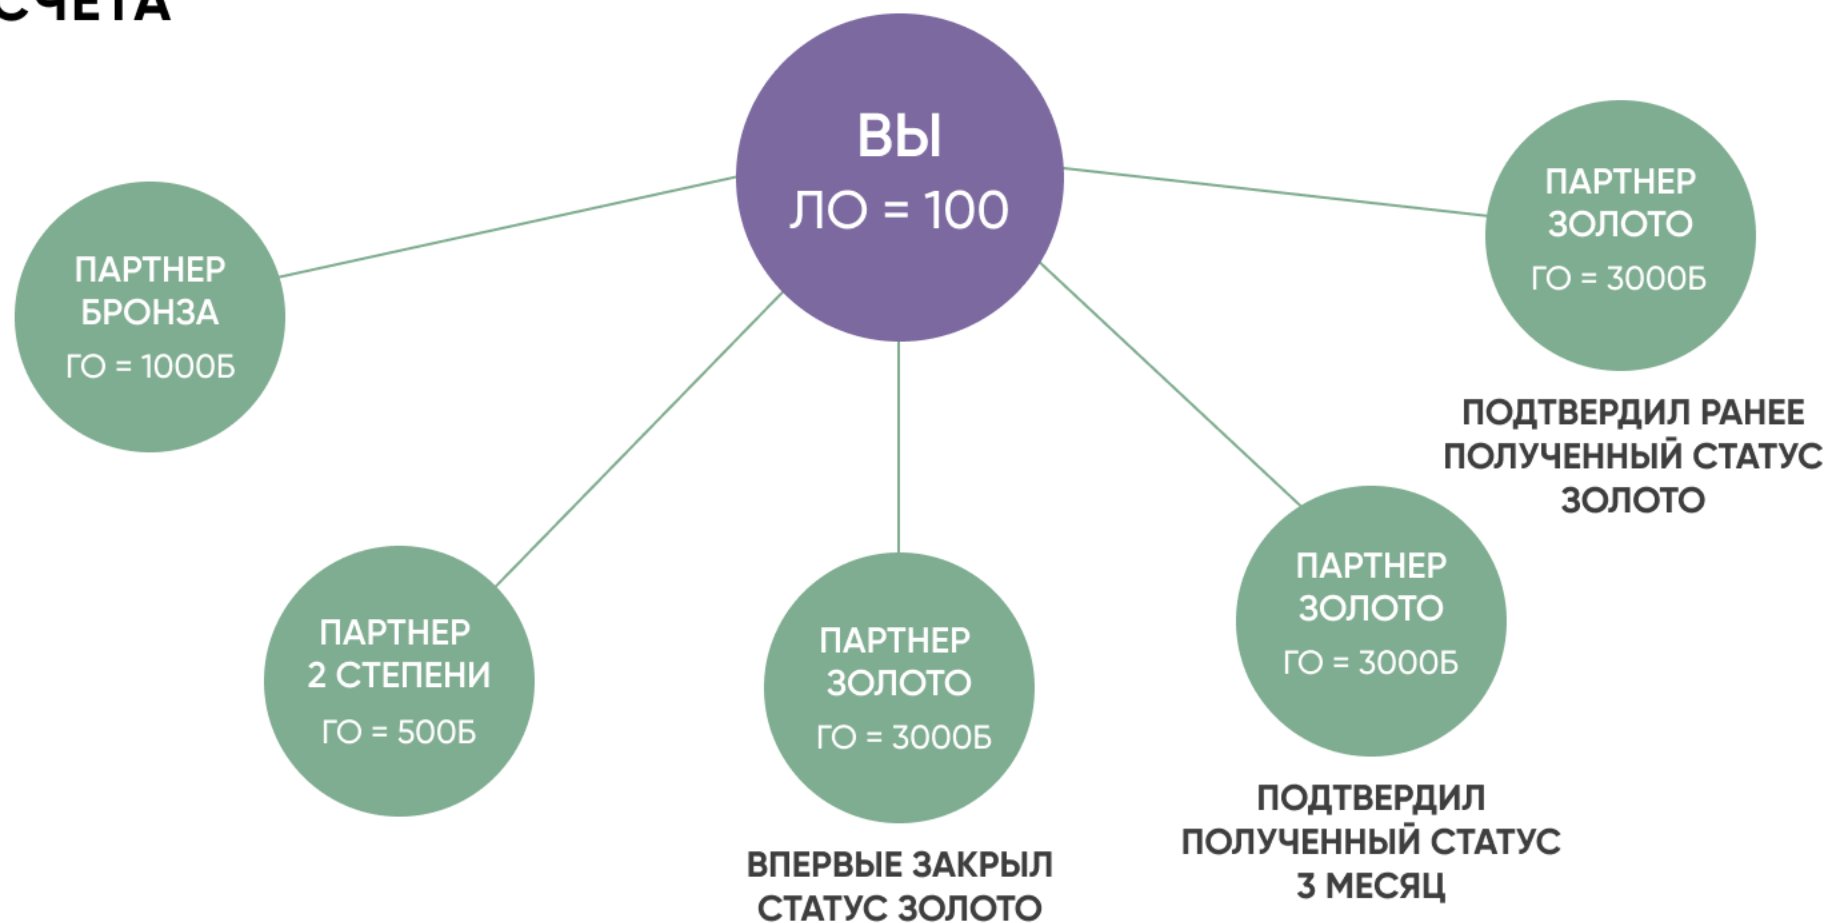 СЧЕТА
ВЫ
ЛО = 100
ПАРТНЕР
БРОНЗА
ГО = 1000Б
ПАРТНЕР
2 СТЕПЕНИ
ГО = 500Б
ПАРТНЕР
ЗОЛОТО
ГО = 3000Б
ВПЕРВЫЕ ЗАКРЫЛ
СТАТУС ЗОЛОТО
ПАРТНЕР
ЗОЛОТО
ГО = 3000Б
ПОДТВЕРДИЛ
ПОЛУЧЕННЫЙ СТАТУС
3 МЕСЯЦ
ПАРТНЕР
ЗОЛОТО
ГО = 3000Б
ПОДТВЕРДИЛ РАНЕЕ
ПОЛУЧЕННЫЙ СТАТУС
ЗОЛОТО